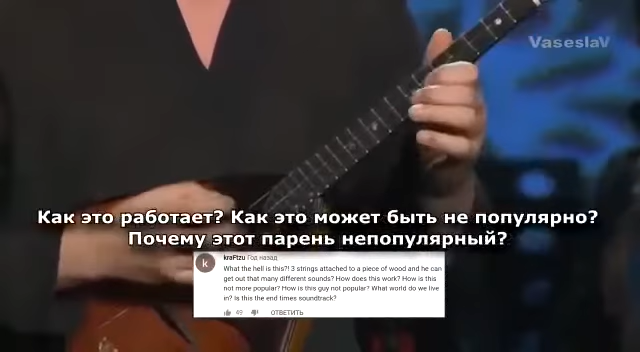 VaseslaV
Как это работает? Как это может быть не популярно?
Почему этот парень непопулярный?
k
kraFtzu Год назад
What the hell is this?! 3 strings attached to a piece of wood and he can
get out that many different sounds? How does this work? How is this
not more popular? How is this guy not popular? What world do we live
in? Is this the end times soundtrack?
49 ОТВЕТИТЬ